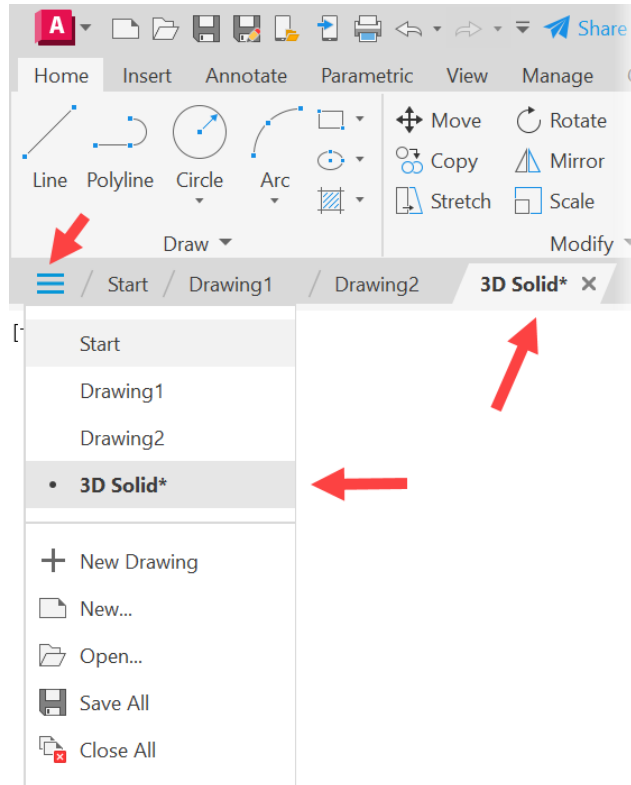 A Share
Home Insert Annotate Parametric View Manage
Move Rotate
Copy Mirror
Line Polyline Circle Arc
Stretch Scale
Draw Modify
Start Drawing1 Drawing2 3D Solid*
Start
Drawing1
Drawing2
• 3D Solid*
New Drawing
New...
Open...
Save All
Close All